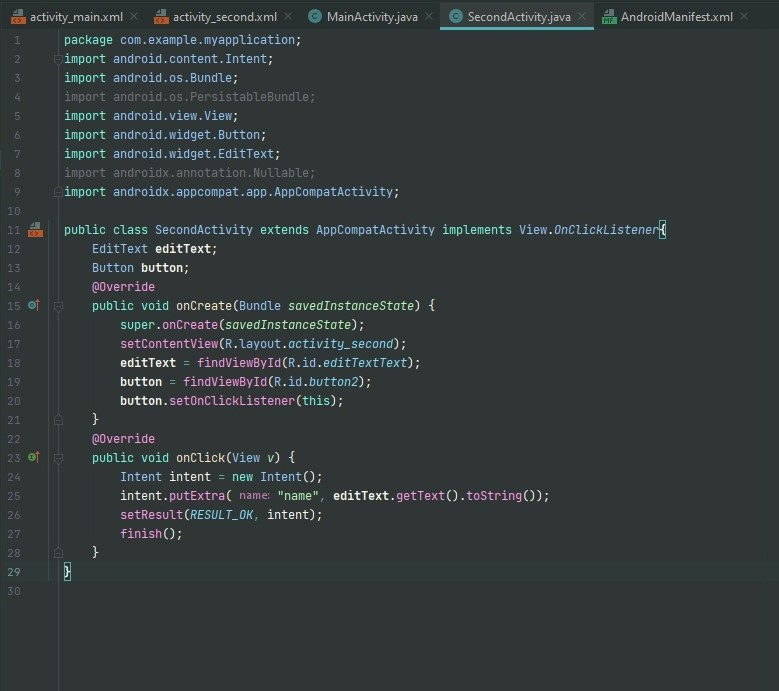 activity_main.xml activity_second.xml MainActivity.java SecondActivity.java AndroidManifest.xml
1 package com.example.myapplication;
2 import android.content.Intent;
3 import android.os.Bundle;
4 import android.os.PersistableBundle;
5 import android.view.View;
6 import android.widget.Button;
7 import android.widget.EditText;
8 import androidx.annotation.Nullable;
9 import androidx.appcompat.app.AppCompatActivity;
10
11 public class SecondActivity extends AppCompatActivity implements View.OnClickListener{
12 EditText editText;
13 Button button;
14 @Override
15 public void onCreate(Bundle savedInstanceState) {
16 super.onCreate(savedInstanceState);
17 setContentView(R.layout.activity_second);
18 editText = findViewById(R.id.editTextText);
19 button = findViewById(R.id.button2);
20 button.setOnClickListener(this);
21 }
22 @Override
23 public void onClick(View v) {
24 Intent intent = new Intent();
25 intent.putExtra( name: "name", editText.getText().toString());
26 setResult(RESULT_OK, intent);
27 finish();
28 }
29 }
30